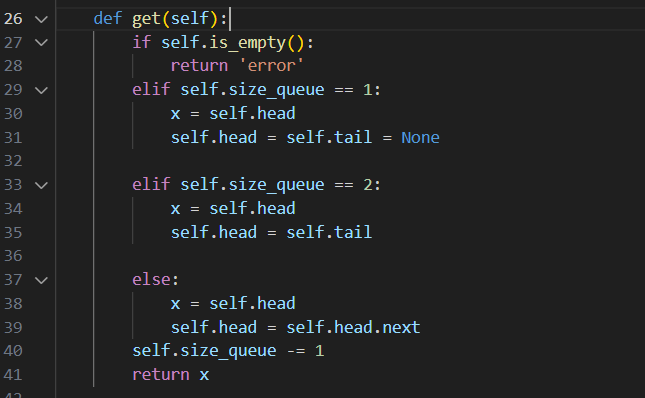 26 def get(self):
27 if self.is_empty():
28 return 'error'
29 elif self.size_queue == 1:
30 x = self.head
31 self.head = self.tail = None
32
33 elif self.size_queue == 2:
34 x = self.head
35 self.head = self.tail
36
37 else:
38 x = self.head
39 self.head = self.head.next
40 self.size_queue -= 1
41 return x